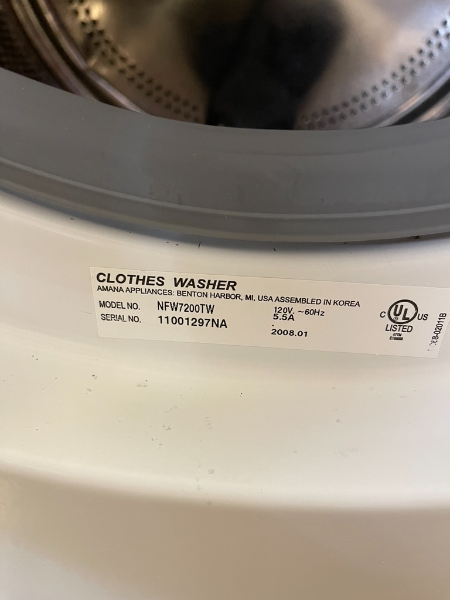 CLOTHES WASHER
AMANA APPLIANCES: BENTON HARBOR, MI, USA ASSEMBLED IN KOREA
MODEL NO. NFW7200TW 120V, ~60Hz
5.5A
SERIAL NO. 11001297NA
2008.01
C UL US
LISTED